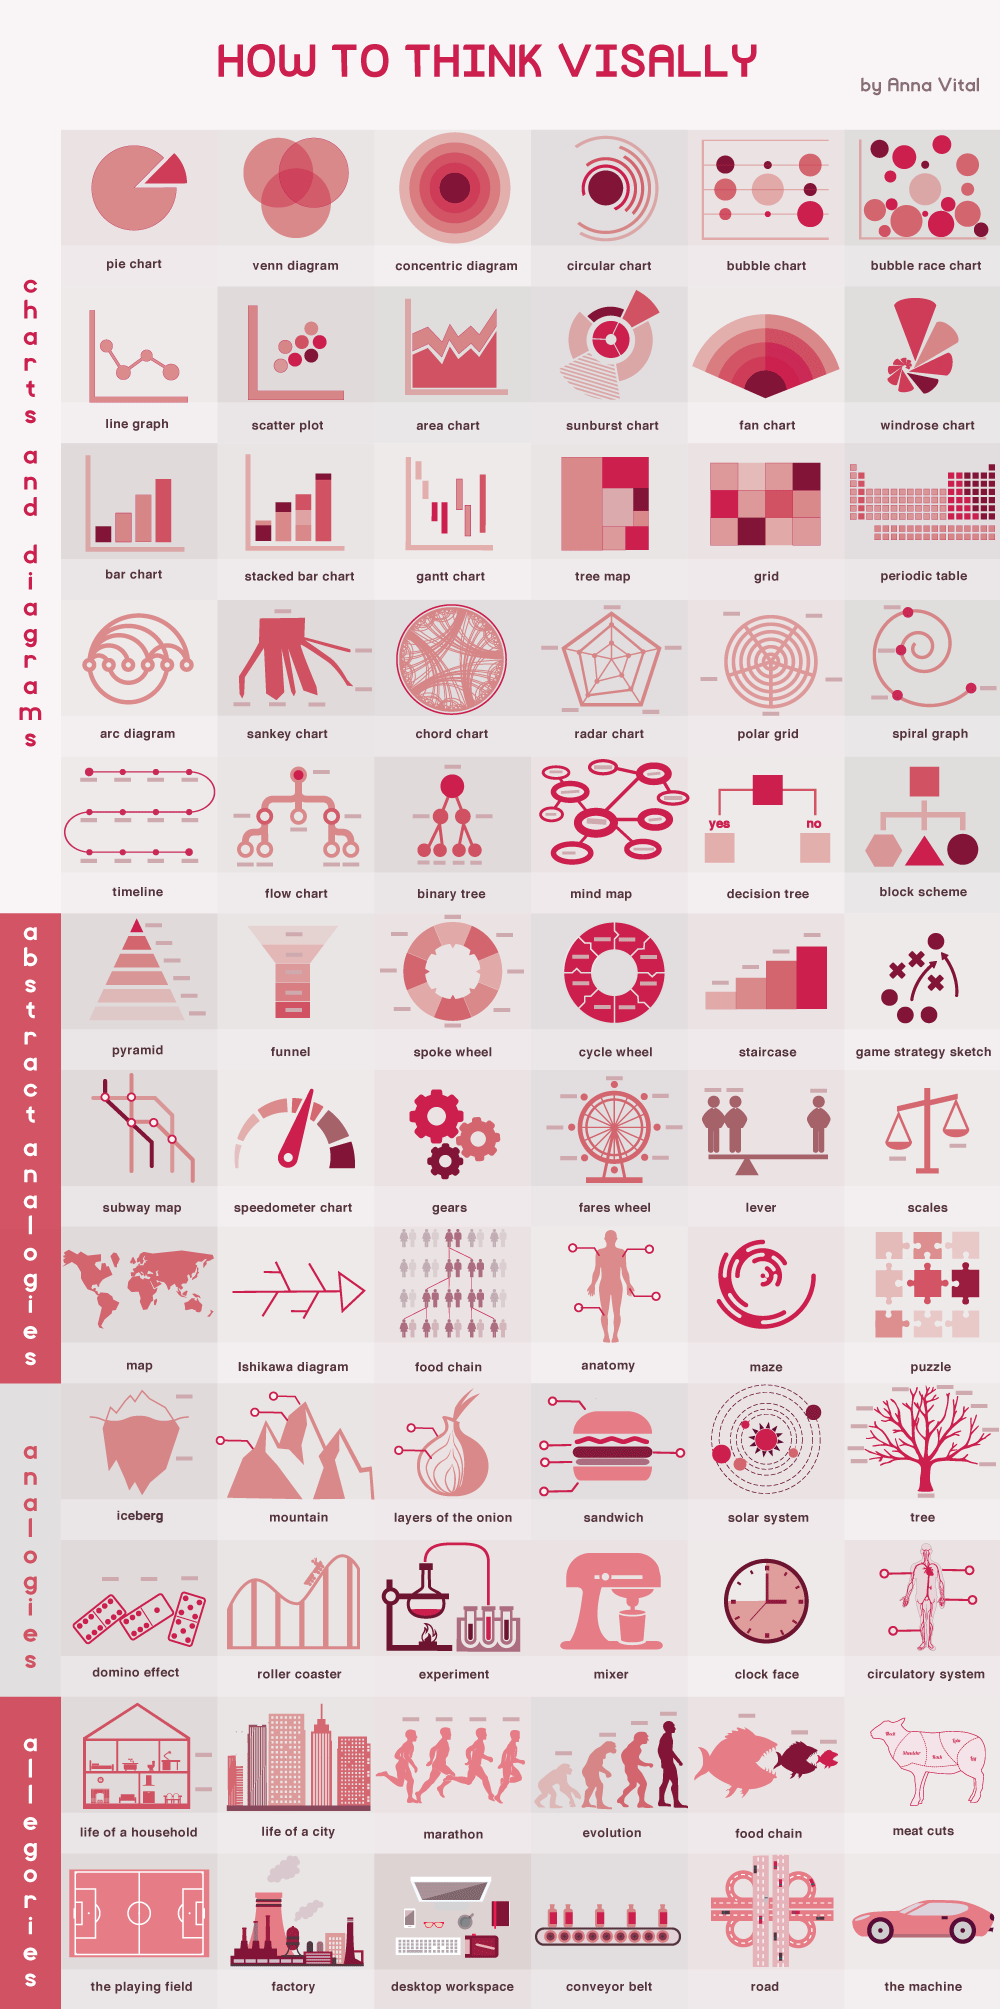 HOW TO THINK VISALLY
by Anna Vital
charts and diagrams
pie chart
venn diagram
concentric diagram
circular chart
bubble chart
bubble race chart
line graph
scatter plot
area chart
sunburst chart
fan chart
windrose chart
bar chart
stacked bar chart
gantt chart
tree map
grid
periodic table
arc diagram
sankey chart
chord chart
radar chart
polar grid
spiral graph
yes
no
timeline
flow chart
binary tree
mind map
decision tree
block scheme
abstract analogies
pyramid
funnel
spoke wheel
cycle wheel
staircase
game strategy sketch
subway map
speedometer chart
gears
fares wheel
lever
scales
map
Ishikawa diagram
food chain
anatomy
maze
puzzle
analogies
iceberg
mountain
layers of the onion
sandwich
solar system
tree
domino effect
roller coaster
experiment
mixer
clock face
circulatory system
allegories
Neck
Shoulder
Rack
Loin
Leg
life of a household
life of a city
marathon
evolution
food chain
meat cuts
the playing field
factory
desktop workspace
conveyor belt
road
the machine